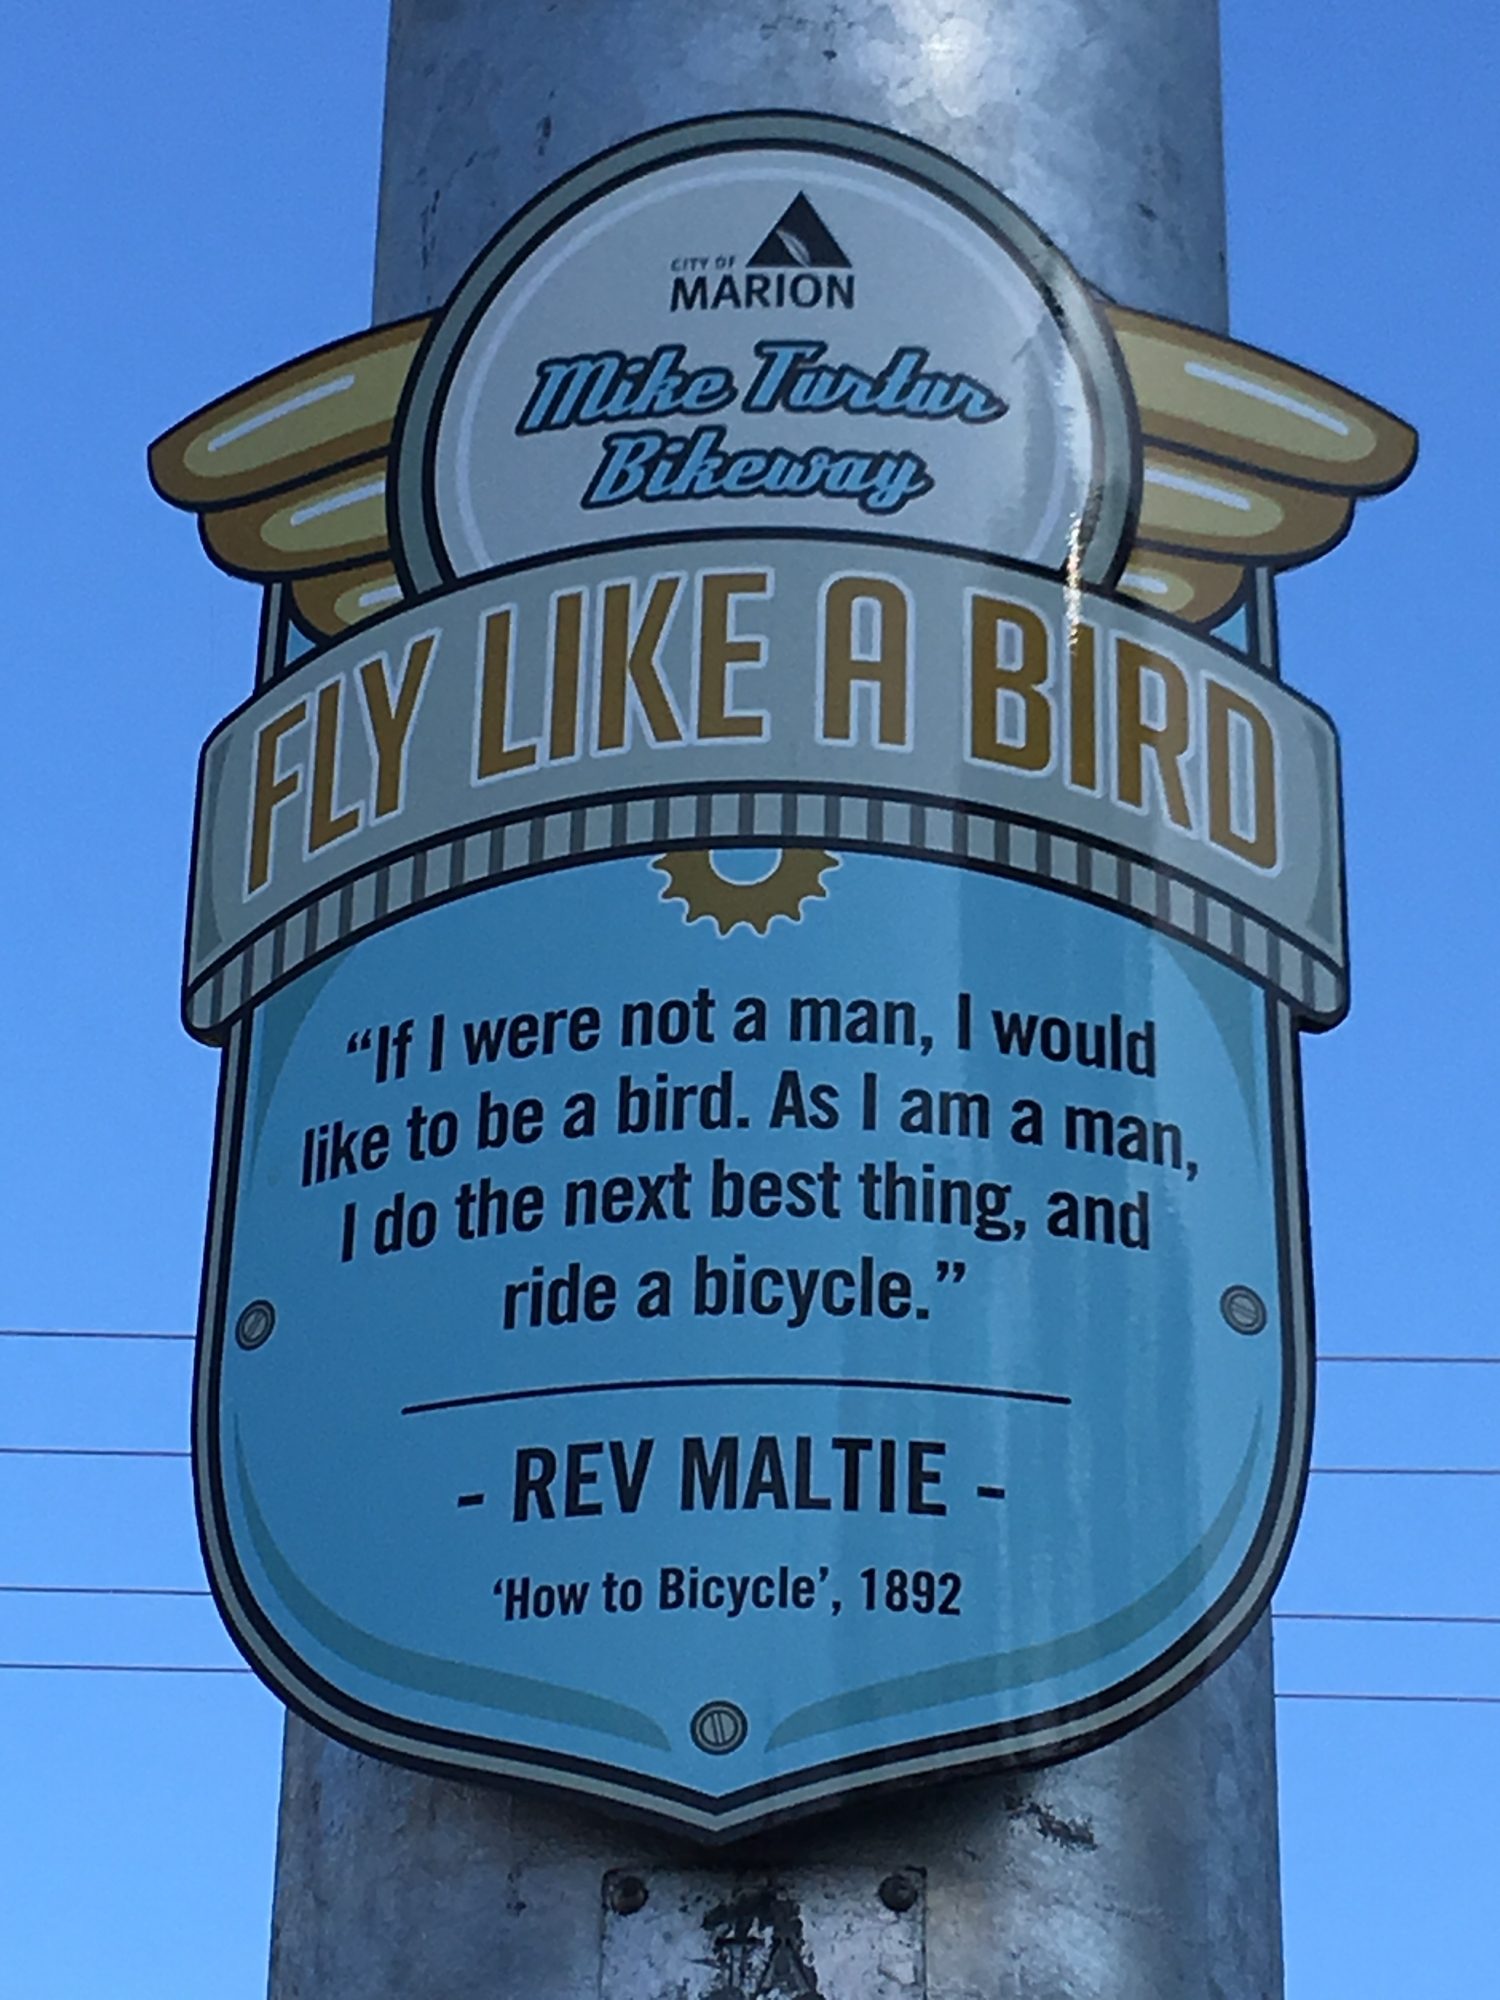 CITY OF
MARION
Mike Turtur
Bikeway
FLY LIKE A BIRD
“If I were not a man, I would
like to be a bird. As I am a man,
I do the next best thing, and
ride a bicycle.”
- REV MALTIE -
‘How to Bicycle’, 1892